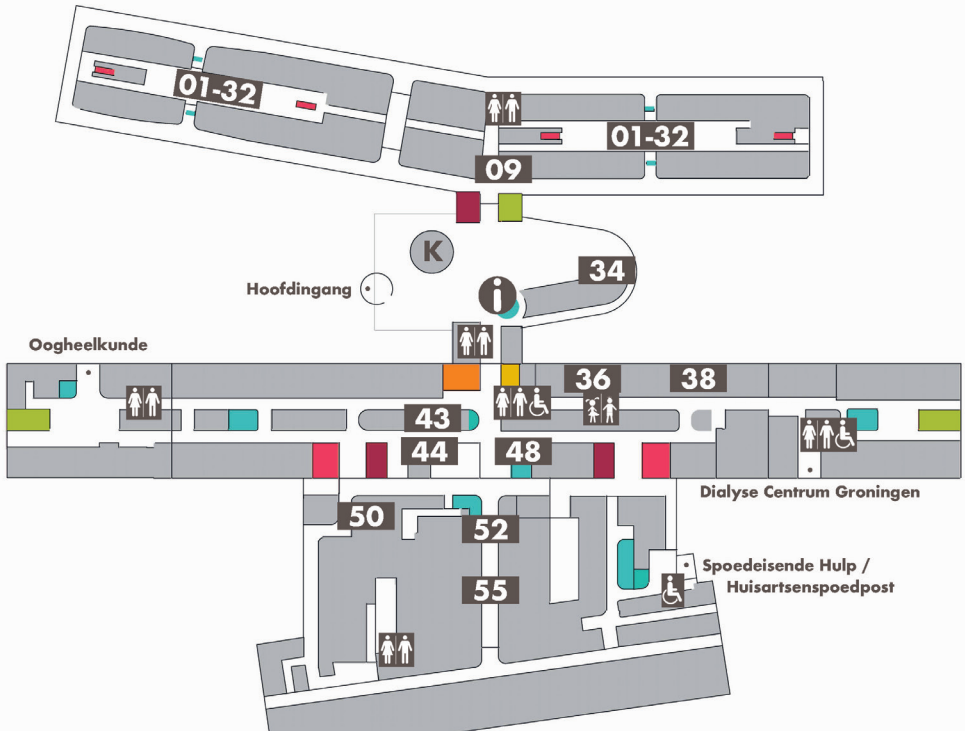 01-32
01-32
09
K
34
Hoofdingang
i
Oogheelkunde
36
38
43
44
48
Dialyse Centrum Groningen
50
52
Spoedeisende Hulp /
Huisartsenspoedpost
55